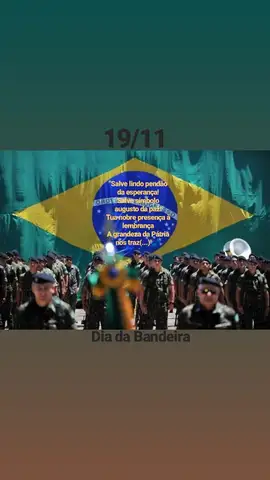 19/11
"Salve lindo pendão
da esperança!
Salve símbolo
augusto da paz!
Tua nobre presença à
lembrança
A grandeza da Pátria
nos traz(...)"
Dia da Bandeira